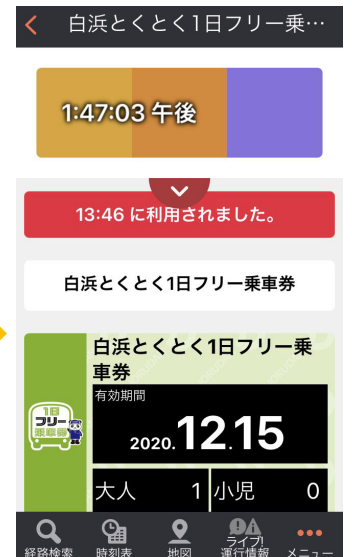 白浜とくとく1日フリー乗…
1:47:03 午後
13:46 に利用されました。
白浜とくとく1日フリー乗車券
白浜とくとく1日フリー乗
車券
1日
フリー
乗車券
有効期間
2020.12.15
大人 1 小児 0
経路検索 時刻表 地図 ライブ!
運行情報 メニュー